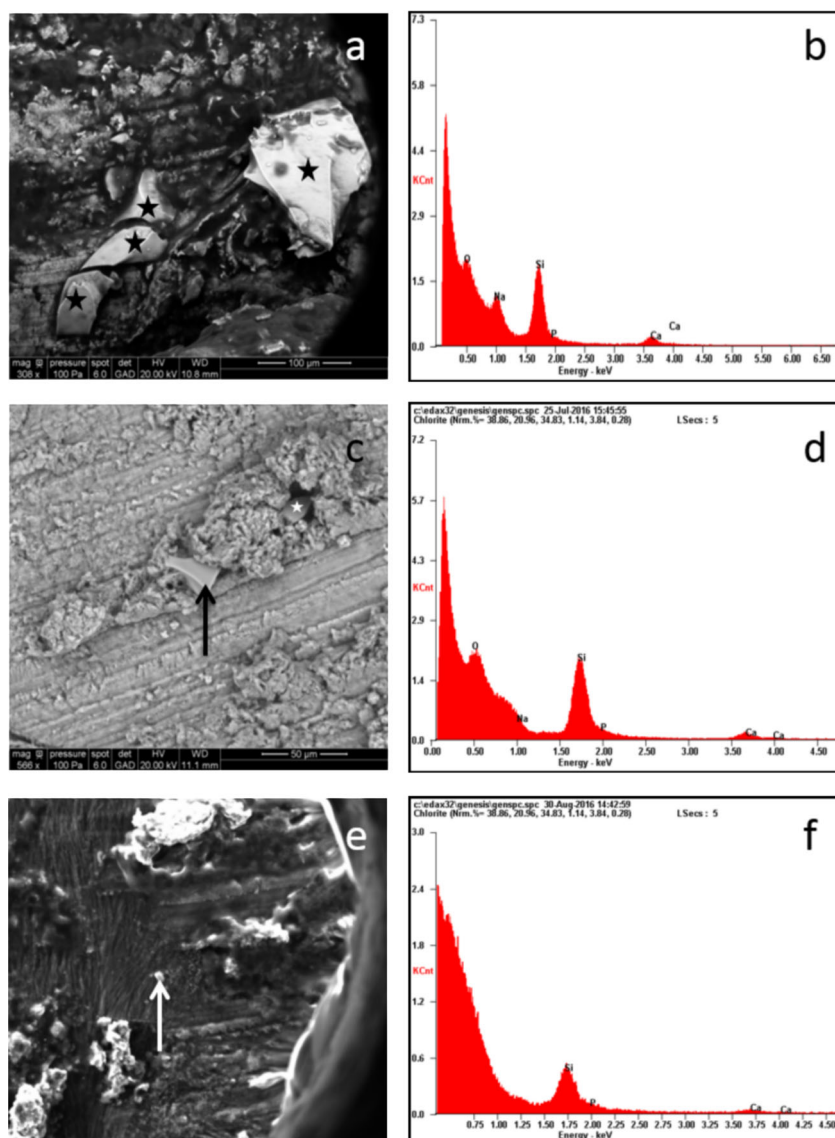 a
mag pressure spot det HV WD 100 µm
308 x 100 Pa 6.0 GAD 20.00 kV 10.8 mm
b
7.3
5.8
4.4
KCnt
2.9
1.5
0.0
O
Na
Si
P
Ca
Ca
0.50 1.00 1.50 2.00 2.50 3.00 3.50 4.00 4.50 5.00 5.50 6.00 6.50
Energy - keV
c
mag pressure spot det HV WD 50 µm
566 x 100 Pa 6.0 GAD 20.00 kV 11.1 mm
c:\edax32\genesis\genspc.spc 25-Jul-2016 15:45:55
Chlorite (Nrm.%= 38.86, 20.96, 34.83, 1.14, 3.84, 0.28) LSecs : 5
d
7.2
5.7
4.3
KCnt
2.9
1.4
0.0
O
Na
Si
P
Ca
Ca
0.00 0.50 1.00 1.50 2.00 2.50 3.00 3.50 4.00 4.50
Energy - keV
e
c:\edax32\genesis\genspc.spc 30-Aug-2016 14:42:59
Chlorite (Nrm.%= 38.86, 20.96, 34.83, 1.14, 3.84, 0.28) LSecs : 5
f
3.0
2.4
1.8
KCnt
1.2
0.6
0.0
Si
P
Ca
Ca
0.75 1.00 1.25 1.50 1.75 2.00 2.25 2.50 2.75 3.00 3.25 3.50 3.75 4.00 4.25 4.50
Energy - keV